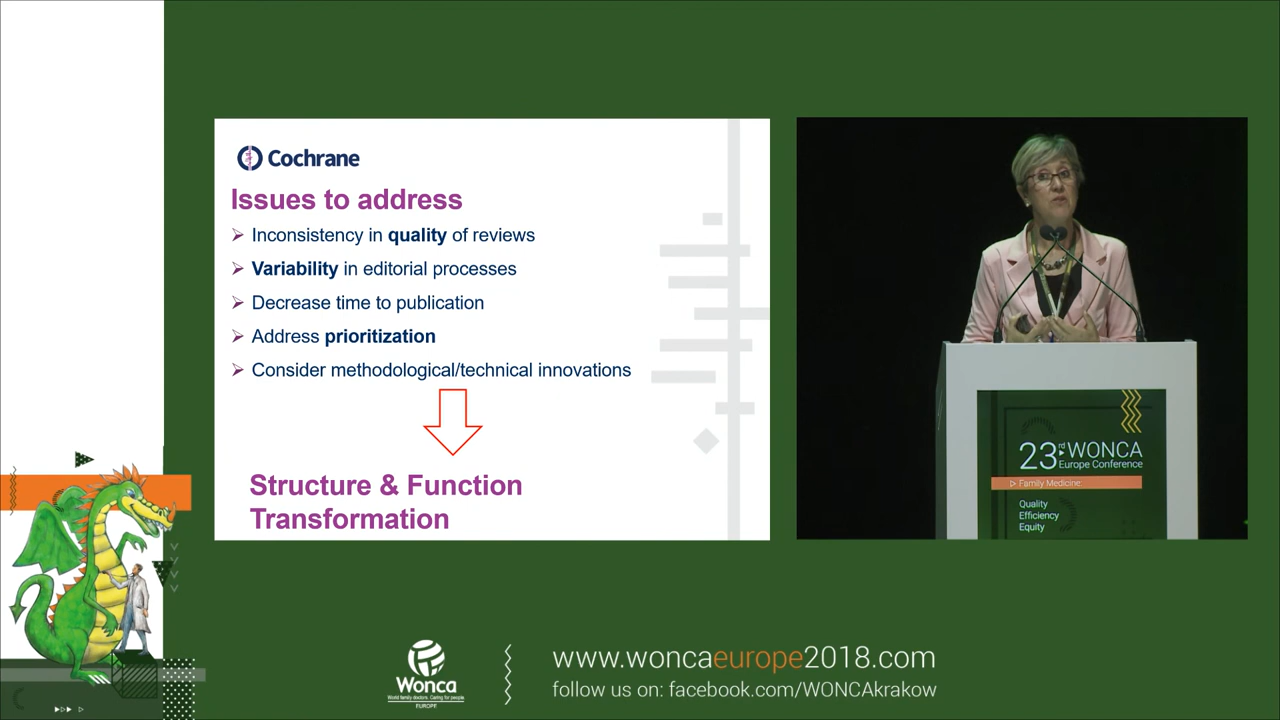 Cochrane
Issues to address
Inconsistency in quality of reviews
Variability in editorial processes
Decrease time to publication
Address prioritization
Consider methodological/technical innovations
Structure & Function
Transformation
23rd WONCA
Europe Conference
Family Medicine:
Quality
Efficiency
Equity
Wonca
World family doctors. Caring for people.
EUROPE
www.woncaeurope2018.com
follow us on: facebook.com/WONCAkrakow